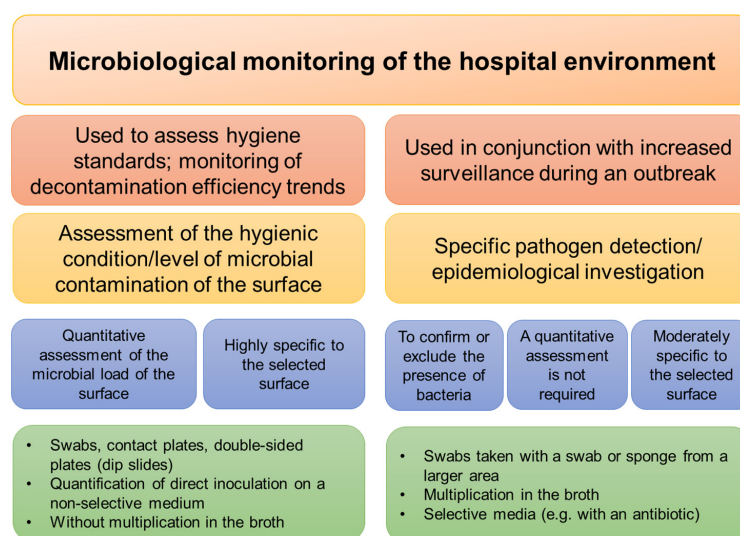 Microbiological monitoring of the hospital environment
Used to assess hygiene
standards; monitoring of
decontamination efficiency trends
Used in conjunction with increased
surveillance during an outbreak
Assessment of the hygienic
condition/level of microbial
contamination of the surface
Specific pathogen detection/
epidemiological investigation
Quantitative
assessment of the
microbial load of the
surface
Highly specific to
the selected
surface
To confirm or
exclude the
presence of
bacteria
A quantitative
assessment
is not
required
Moderately
specific to
the selected
surface
• Swabs, contact plates, double-sided
plates (dip slides)
• Quantification of direct inoculation on a
non-selective medium
• Without multiplication in the broth
• Swabs taken with a swab or sponge from a
larger area
• Multiplication in the broth
• Selective media (e.g. with an antibiotic)